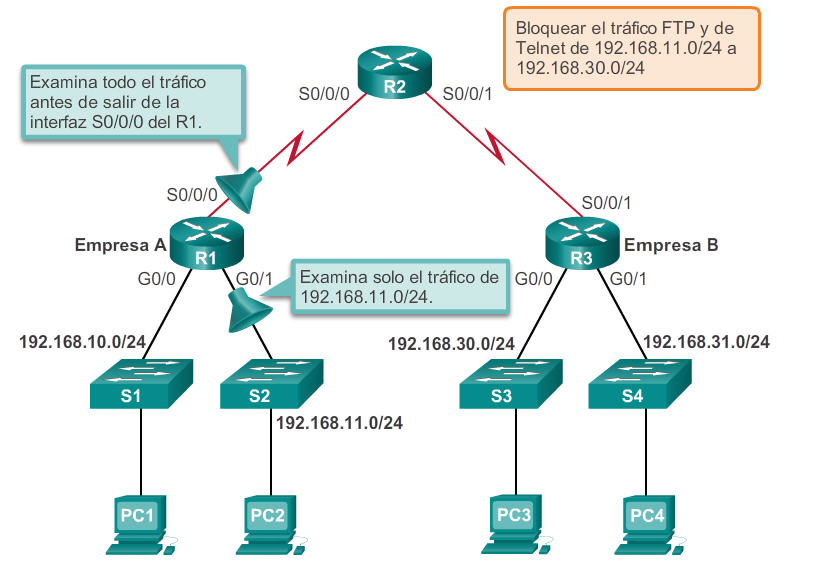 Bloquear el tráfico FTP y de
Telnet de 192.168.11.0/24 a
192.168.30.0/24
Examina todo el tráfico
antes de salir de la
interfaz S0/0/0 del R1.
R2
S0/0/0
S0/0/1
S0/0/0
S0/0/1
Empresa A
R1
R3
Empresa B
G0/0
G0/1
G0/0
G0/1
Examina solo el tráfico de
192.168.11.0/24.
192.168.10.0/24
192.168.30.0/24
192.168.31.0/24
S1
S2
S3
S4
192.168.11.0/24
PC1
PC2
PC3
PC4